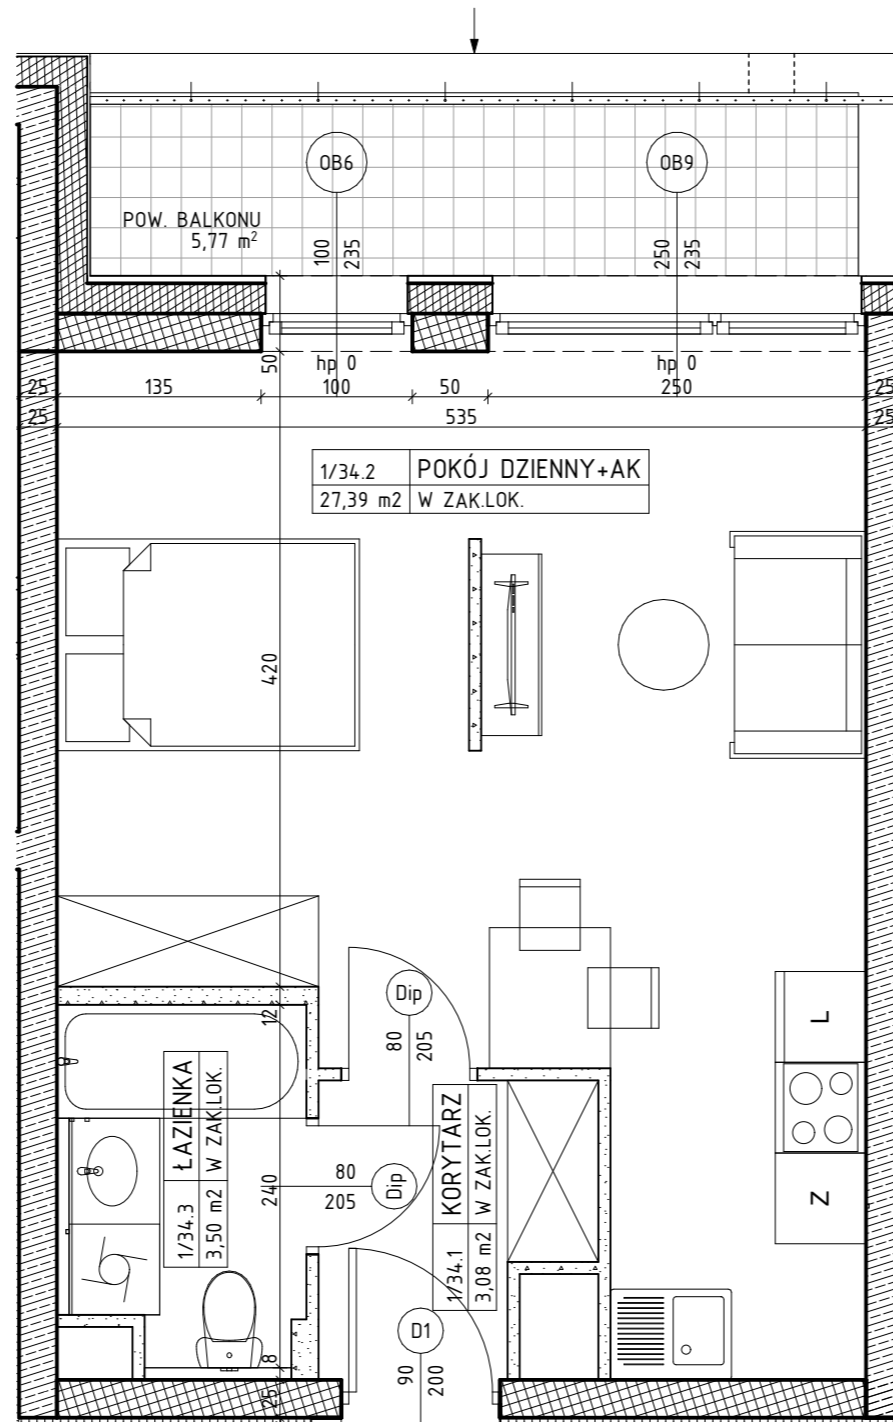 OB6
OB9
POW. BALKONU
5,77 m²
100
235
250
235
50
hp 0
hp 0
25
135
100
50
250
25
25
535
25
1/34.2
POKÓJ DZIENNY+AK
27,39 m2
W ZAK.LOK.
420
Dip
80
205
12
L
1/34.3
ŁAZIENKA
3,50 m2
W ZAK.LOK.
240
80
205
Dip
1/34.1
KORYTARZ
3,08 m2
W ZAK.LOK.
Z
D1
90
200
8
25